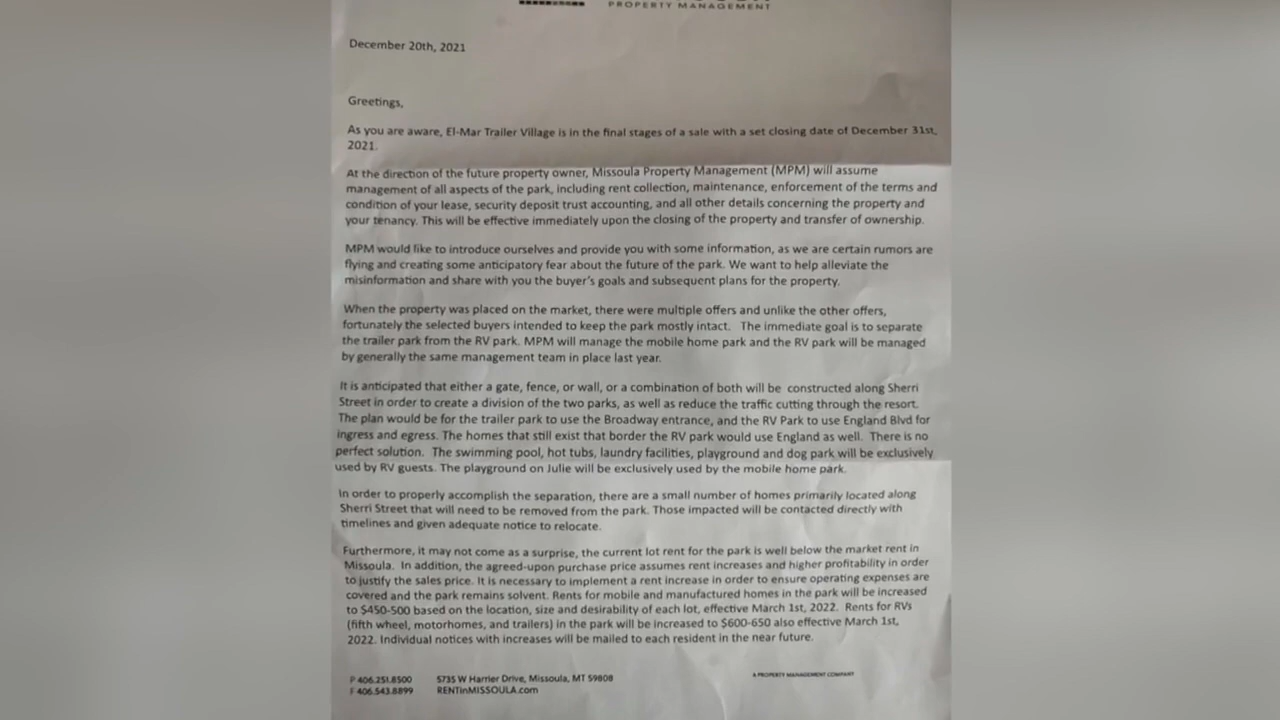 PROPERTY MANAGEMENT
December 20th, 2021
Greetings,
As you are aware, El-Mar Trailer Village is in the final stages of a sale with a set closing date of December 31st,
2021.
At the direction of the future property owner, Missoula Property Management (MPM) will assume
management of all aspects of the park, including rent collection, maintenance, enforcement of the terms and
condition of your lease, security deposit trust accounting, and all other details concerning the property and
your tenancy. This will be effective immediately upon the closing of the property and transfer of ownership.
MPM would like to introduce ourselves and provide you with some information, as we are certain rumors are
flying and creating some anticipatory fear about the future of the park. We want to help alleviate the
misinformation and share with you the buyer's goals and subsequent plans for the property.
When the property was placed on the market, there were multiple offers and unlike the other offers,
fortunately the selected buyers intended to keep the park mostly intact. The immediate goal is to separate
the trailer park from the RV park. MPM will manage the mobile home park and the RV park will be managed
by generally the same management team in place last year.
It is anticipated that either a gate, fence, or wall, or a combination of both will be constructed along Sherri
Street in order to create a division of the two parks, as well as reduce the traffic cutting through the resort.
The plan would be for the trailer park to use the Broadway entrance, and the RV Park to use England Blvd for
ingress and egress. The homes that still exist that border the RV park would use England as well. There is no
perfect solution. The swimming pool, hot tubs, laundry facilities, playground and dog park will be exclusively
used by RV guests. The playground on Julie will be exclusively used by the mobile home park.
In order to properly accomplish the separation, there are a small number of homes primarily located along
Sherri Street that will need to be removed from the park. Those impacted will be contacted directly with
timelines and given adequate notice to relocate.
Furthermore, it may not come as a surprise, the current lot rent for the park is well below the market rent in
Missoula. In addition, the agreed-upon purchase price assumes rent increases and higher profitability in order
to justify the sales price. It is necessary to implement a rent increase in order to ensure operating expenses are
covered and the park remains solvent. Rents for mobile and manufactured homes in the park will be increased
to $450-500 based on the location, size and desirability of each lot, effective March 1st, 2022. Rents for RVs
(fifth wheel, motorhomes, and trailers) in the park will be increased to $600-650 also effective March 1st,
2022. Individual notices with increases will be mailed to each resident in the near future.
P 406.251.8500 5735 W Harrier Drive, Missoula, MT 59808 A PROPERTY MANAGEMENT COMPANY
F 406.543.8899 RENTinMISSOULA.com